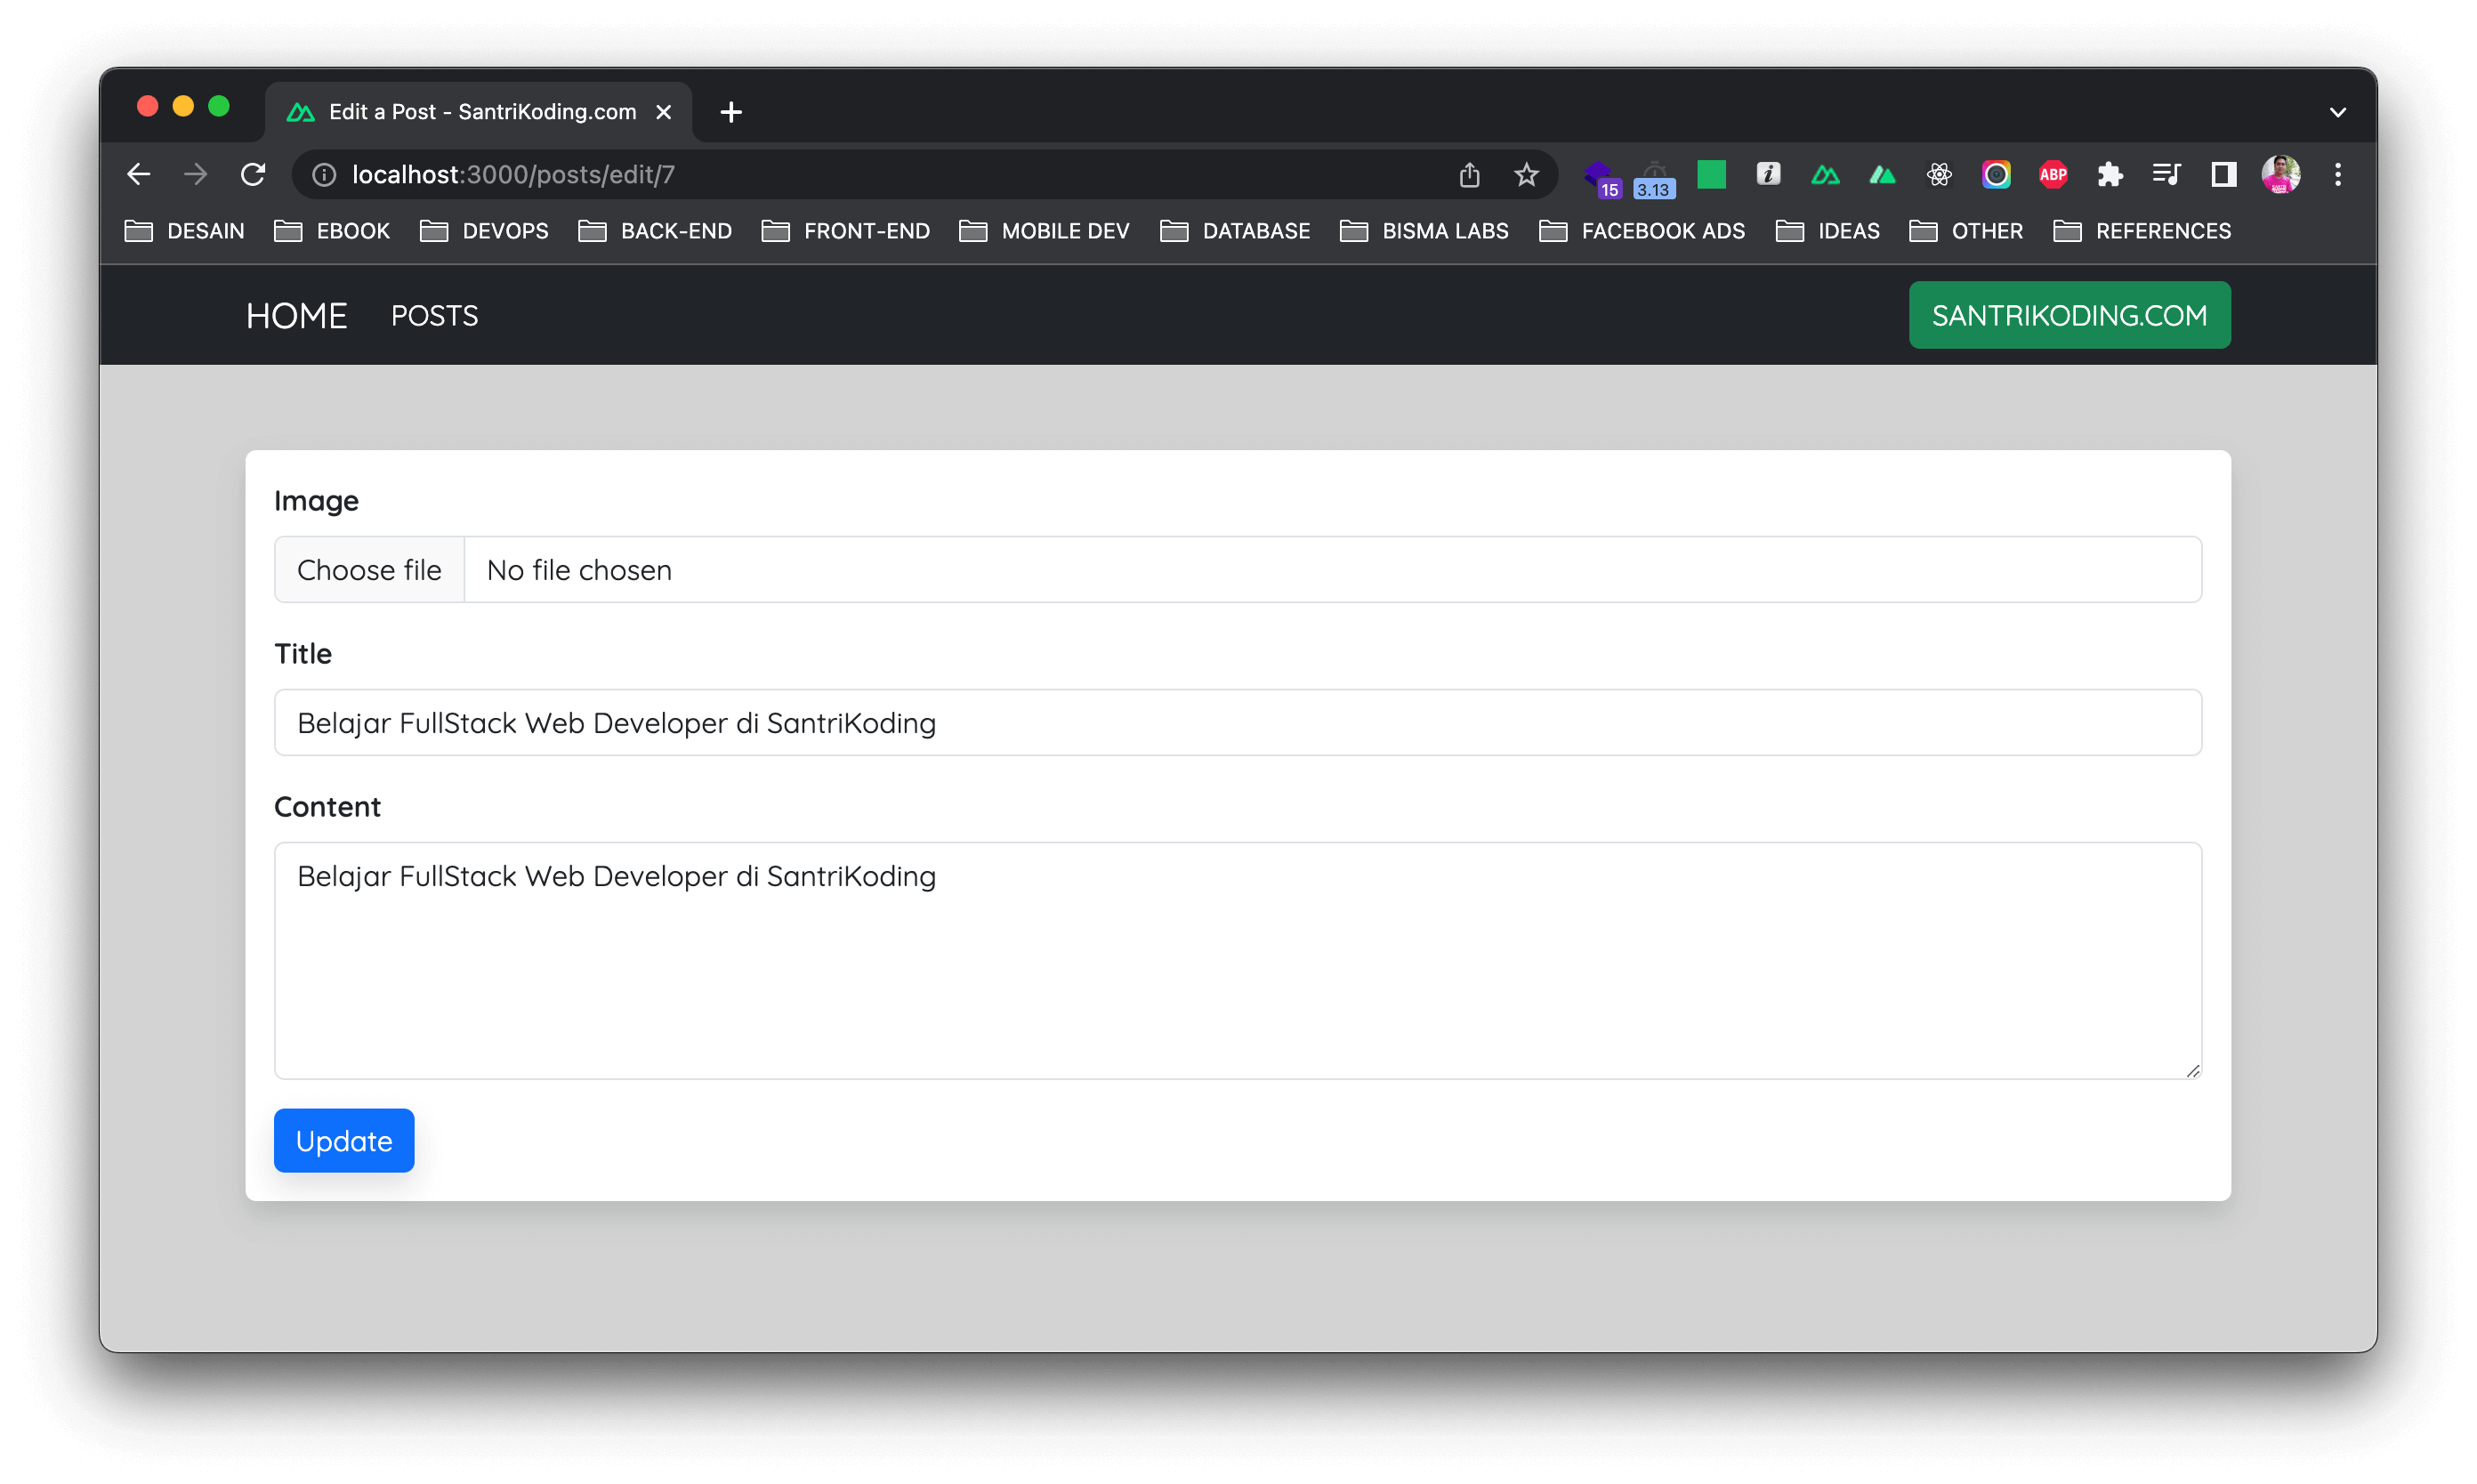 Edit a Post - SantriKoding.com
localhost:3000/posts/edit/7
15
3.13
ABP
DESAIN EBOOK DEVOPS BACK-END FRONT-END MOBILE DEV DATABASE BISMA LABS FACEBOOK ADS IDEAS OTHER REFERENCES
HOME POSTS SANTRIKODING.COM
Image
Choose file No file chosen
Title
Belajar FullStack Web Developer di SantriKoding
Content
Belajar FullStack Web Developer di SantriKoding
Update